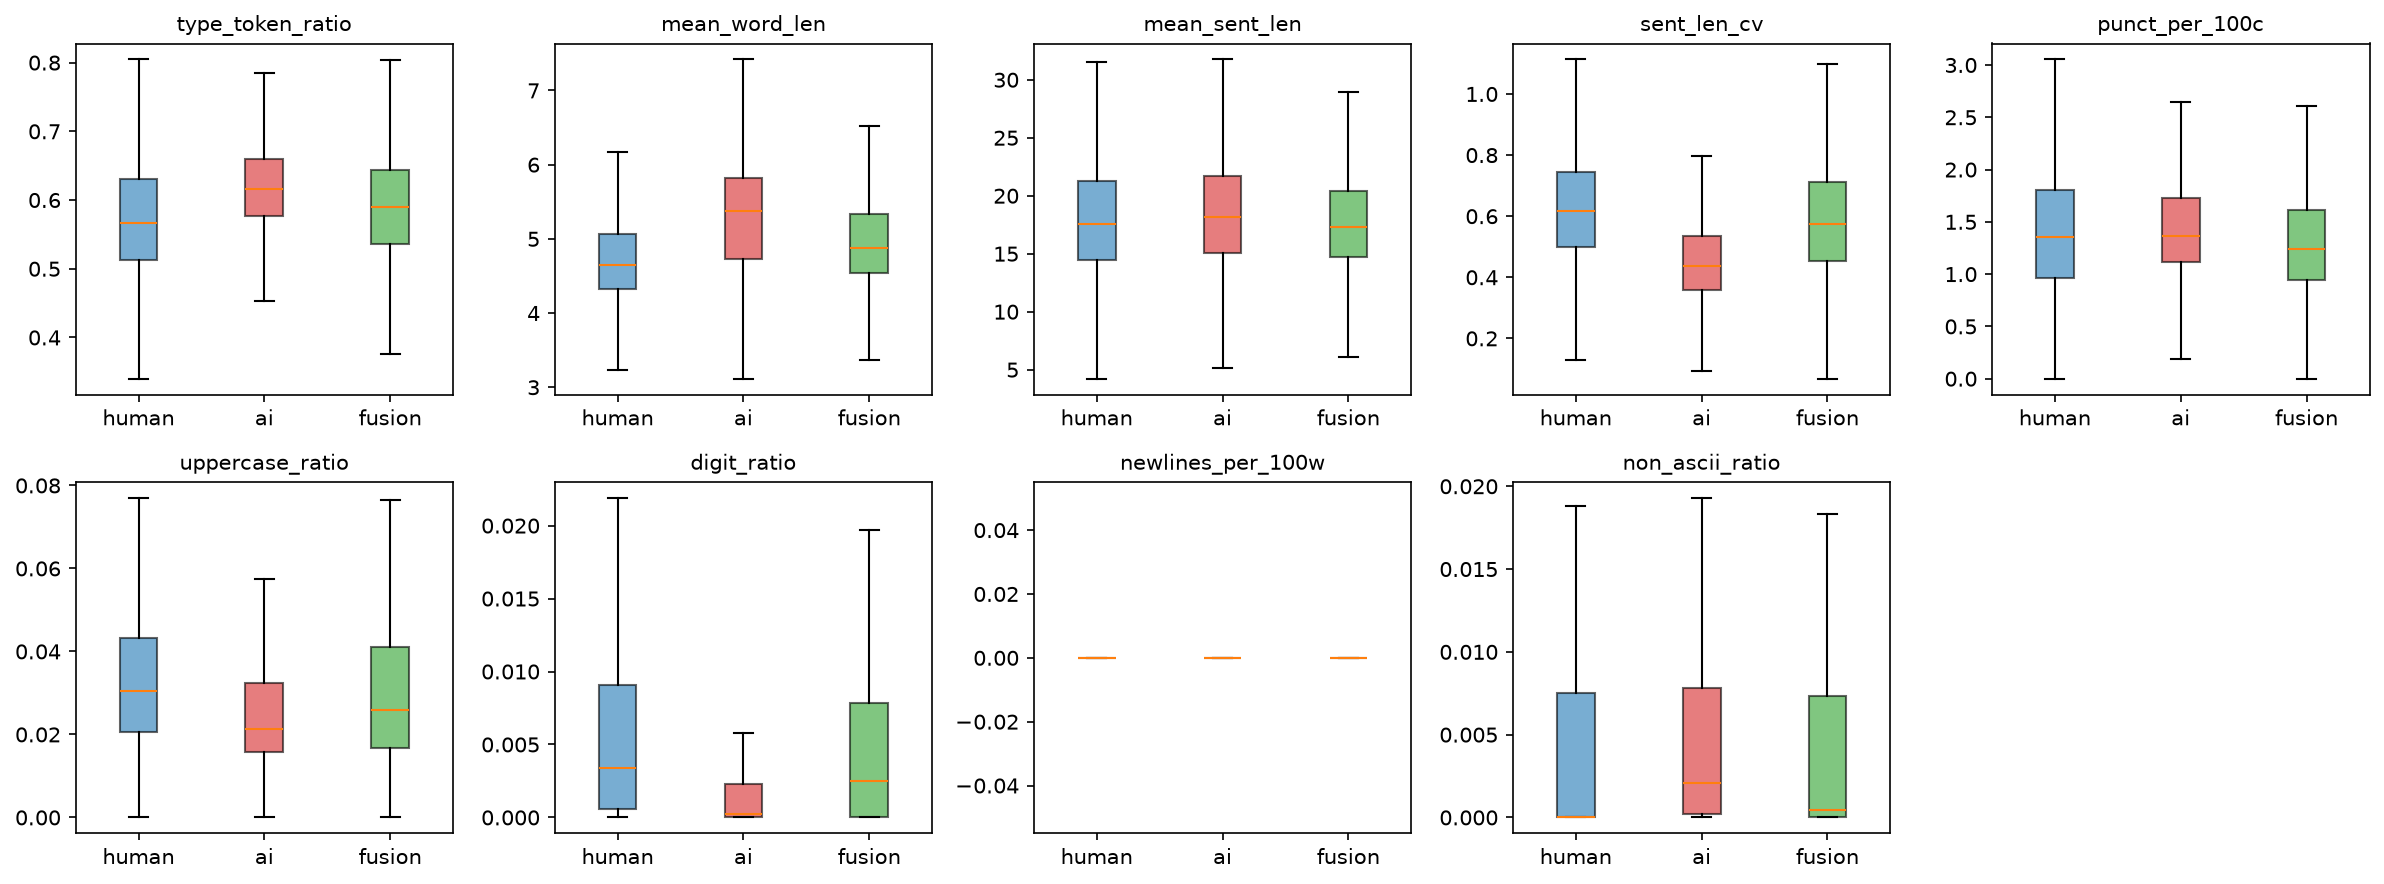 type_token_ratio
0.8
0.7
0.6
0.5
0.4
human ai fusion
mean_word_len
7
6
5
4
3
human ai fusion
mean_sent_len
30
25
20
15
10
5
human ai fusion
sent_len_cv
1.0
0.8
0.6
0.4
0.2
human ai fusion
punct_per_100c
3.0
2.5
2.0
1.5
1.0
0.5
0.0
human ai fusion
uppercase_ratio
0.08
0.06
0.04
0.02
0.00
human ai fusion
digit_ratio
0.020
0.015
0.010
0.005
0.000
human ai fusion
newlines_per_100w
0.04
0.02
0.00
−0.02
−0.04
human ai fusion
non_ascii_ratio
0.020
0.015
0.010
0.005
0.000
human ai fusion